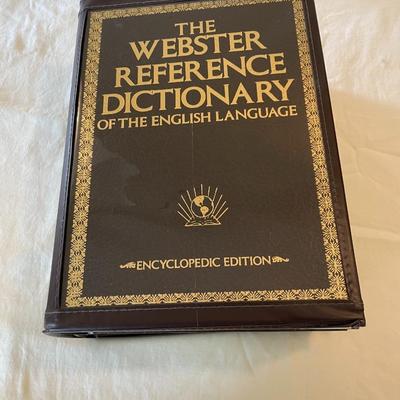 THE
WEBSTER
REFERENCE
DICTIONARY
OF THE ENGLISH LANGUAGE
ENCYCLOPEDIC EDITION